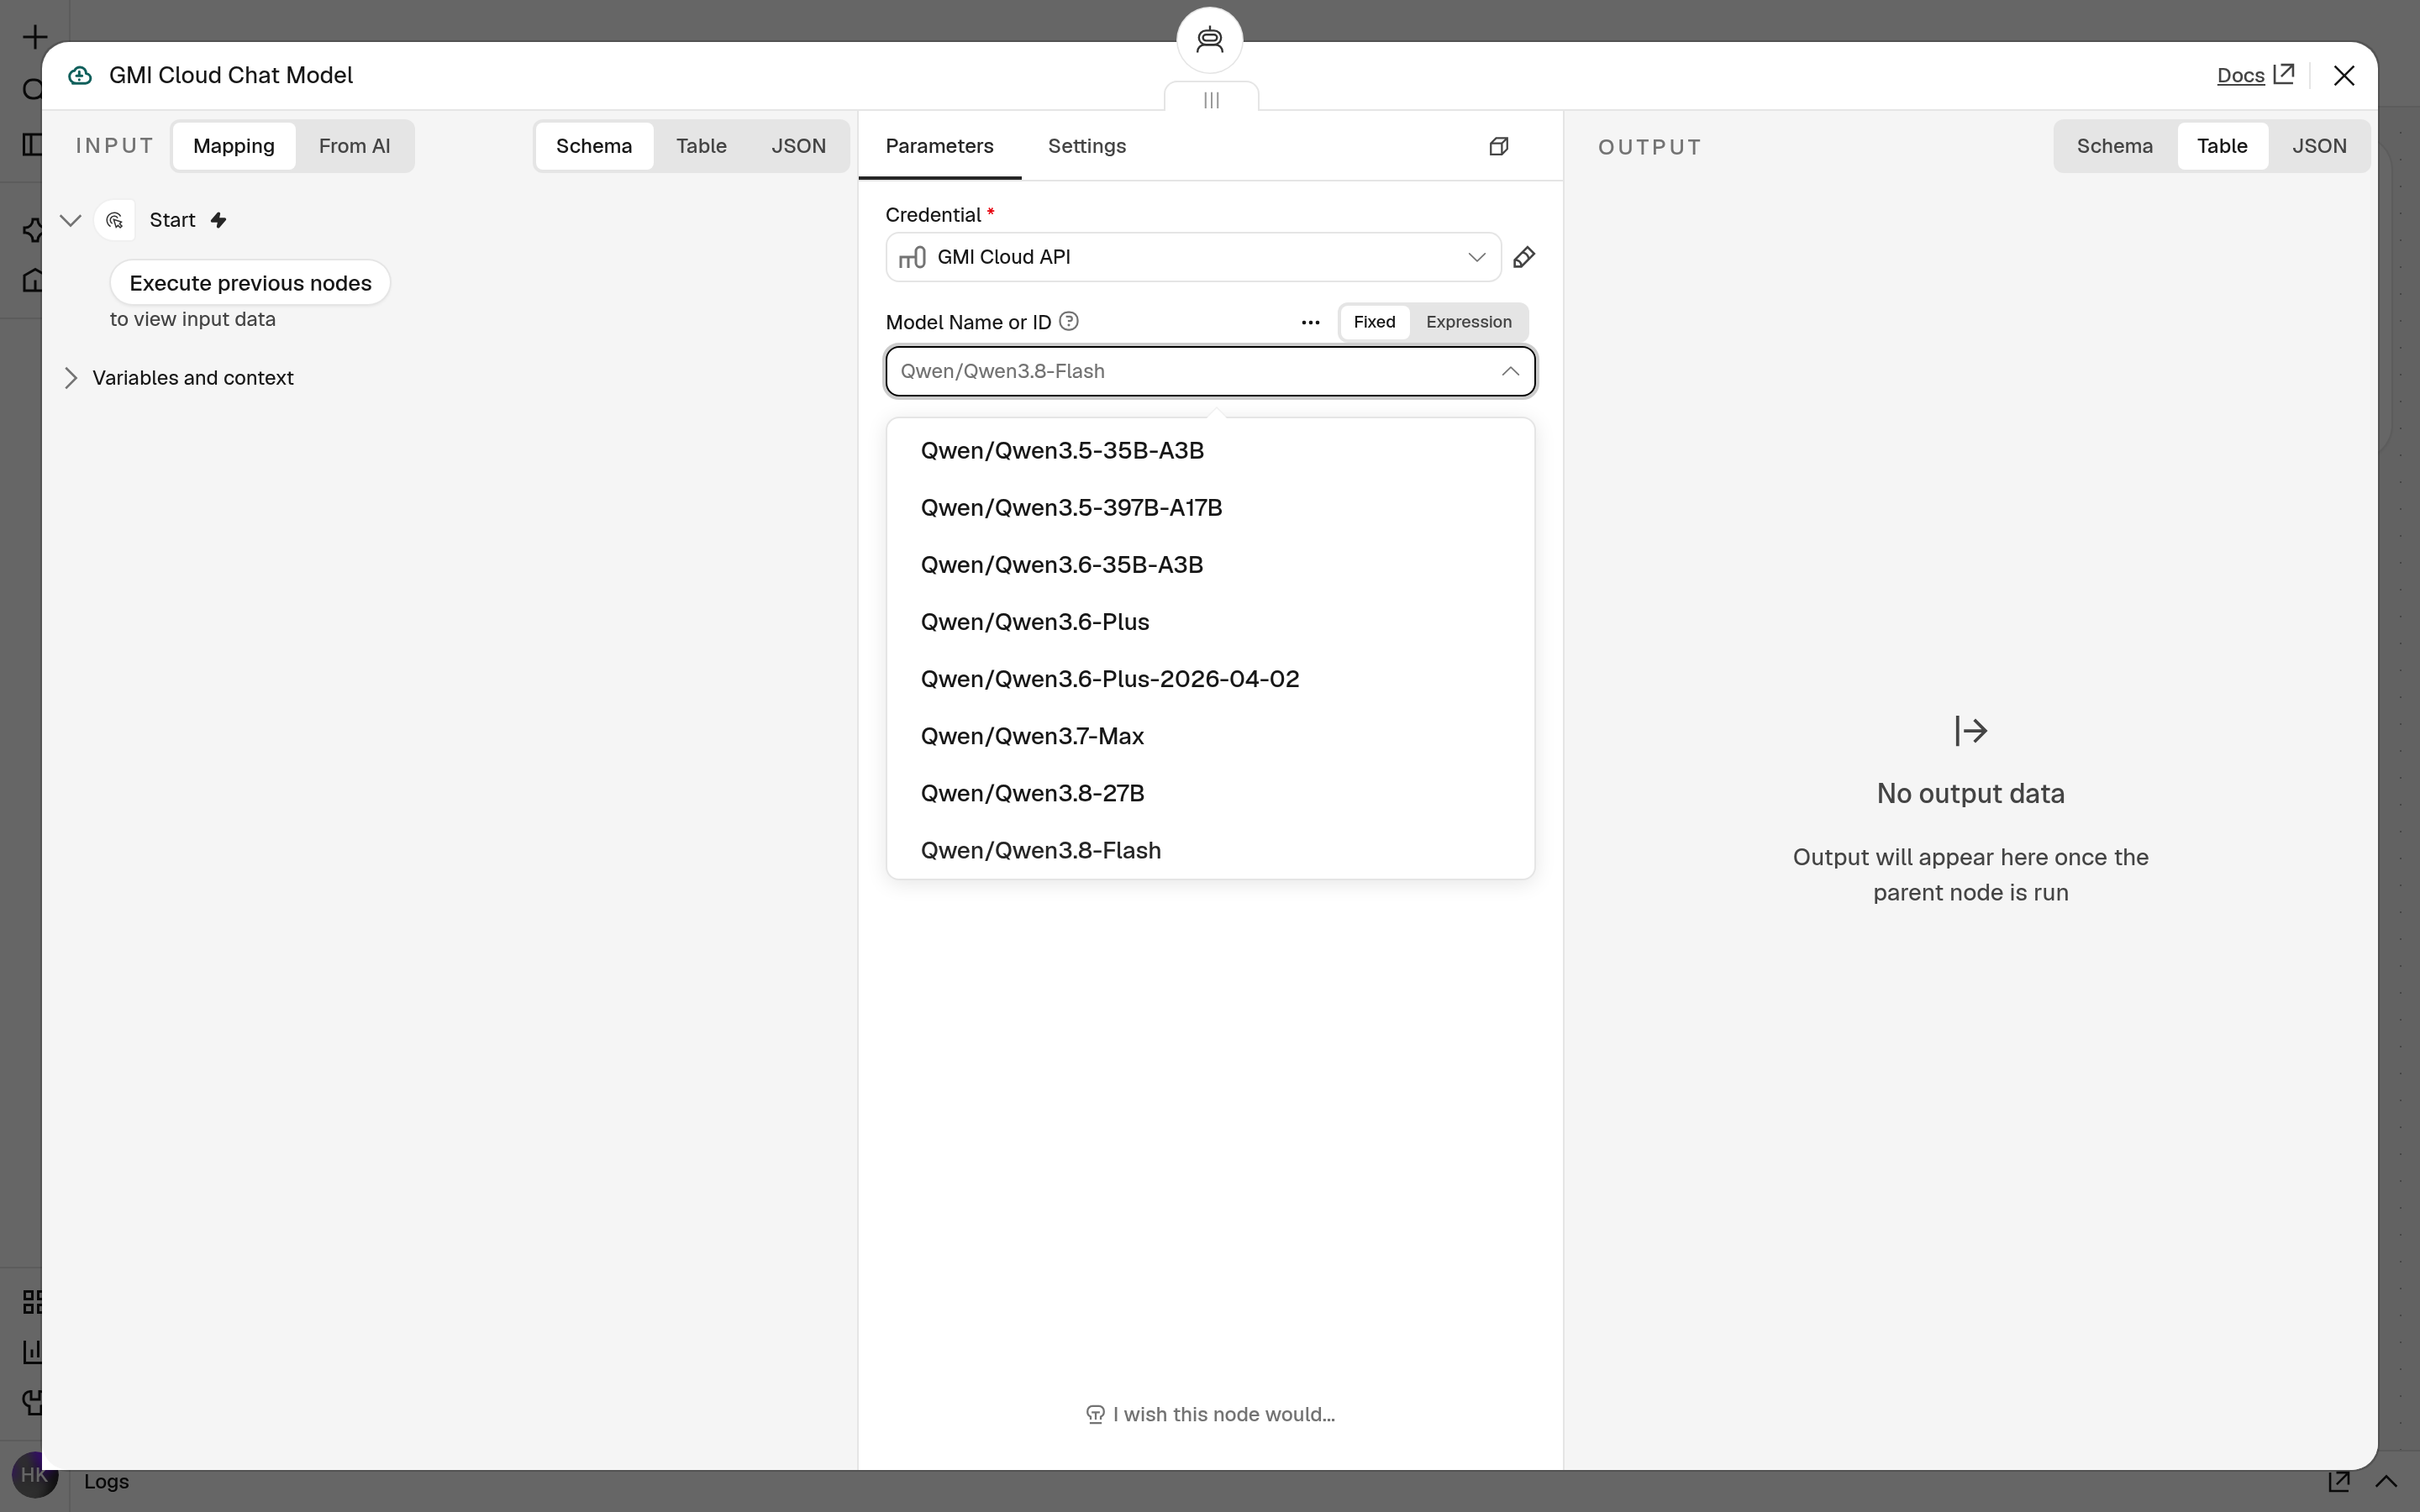 GMI Cloud Chat Model
Docs
INPUT
Mapping
From AI
Schema
Table
JSON
Start
Execute previous nodes
to view input data
Variables and context
Parameters
Settings
Credential *
GMI Cloud API
Model Name or ID
Fixed
Expression
Qwen/Qwen3.8-Flash
Qwen/Qwen3.5-35B-A3B
Qwen/Qwen3.5-397B-A17B
Qwen/Qwen3.6-35B-A3B
Qwen/Qwen3.6-Plus
Qwen/Qwen3.6-Plus-2026-04-02
Qwen/Qwen3.7-Max
Qwen/Qwen3.8-27B
Qwen/Qwen3.8-Flash
I wish this node would...
OUTPUT
Schema
Table
JSON
No output data
Output will appear here once the
parent node is run
HK
Logs